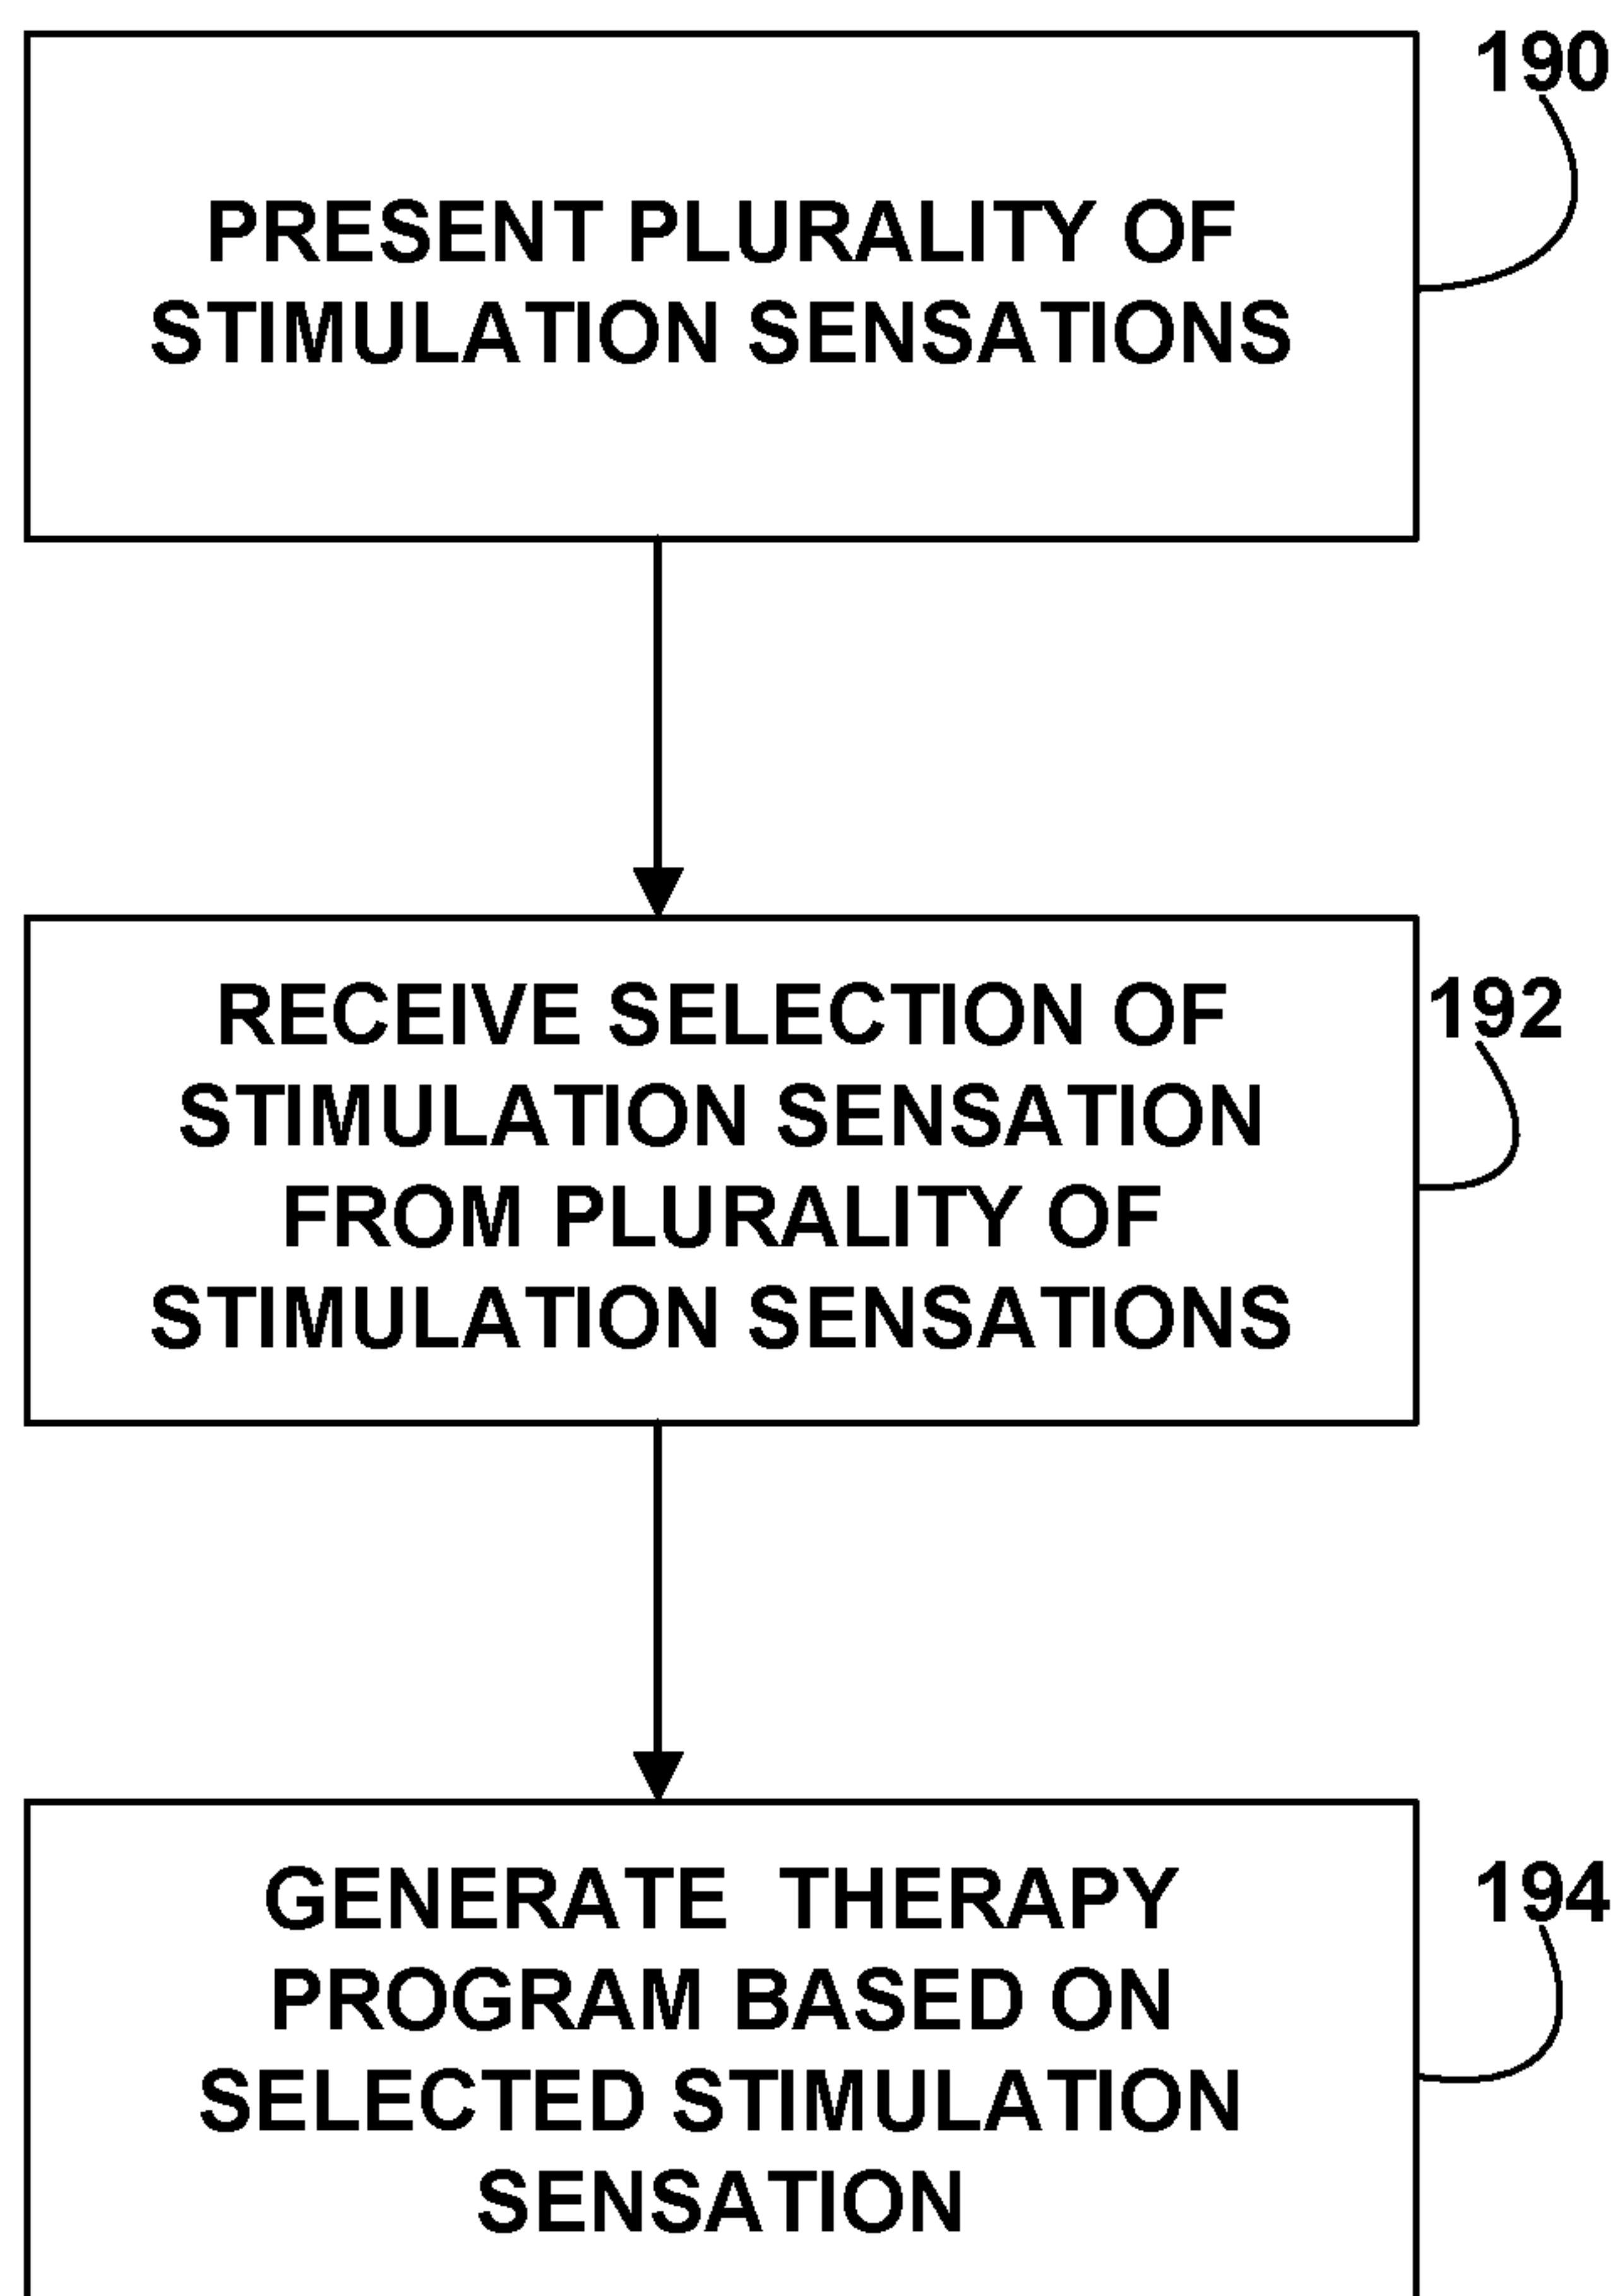 190
PRESENT PLURALITY OF
STIMULATION SENSATIONS
RECEIVE SELECTION OF
192
STIMULATION SENSATION
FROM PLURALITY OF
STIMULATION SENSATIONS
GENERATE THERAPY
194
PROGRAM BASED ON
SELECTED STIMULATION
SENSATION